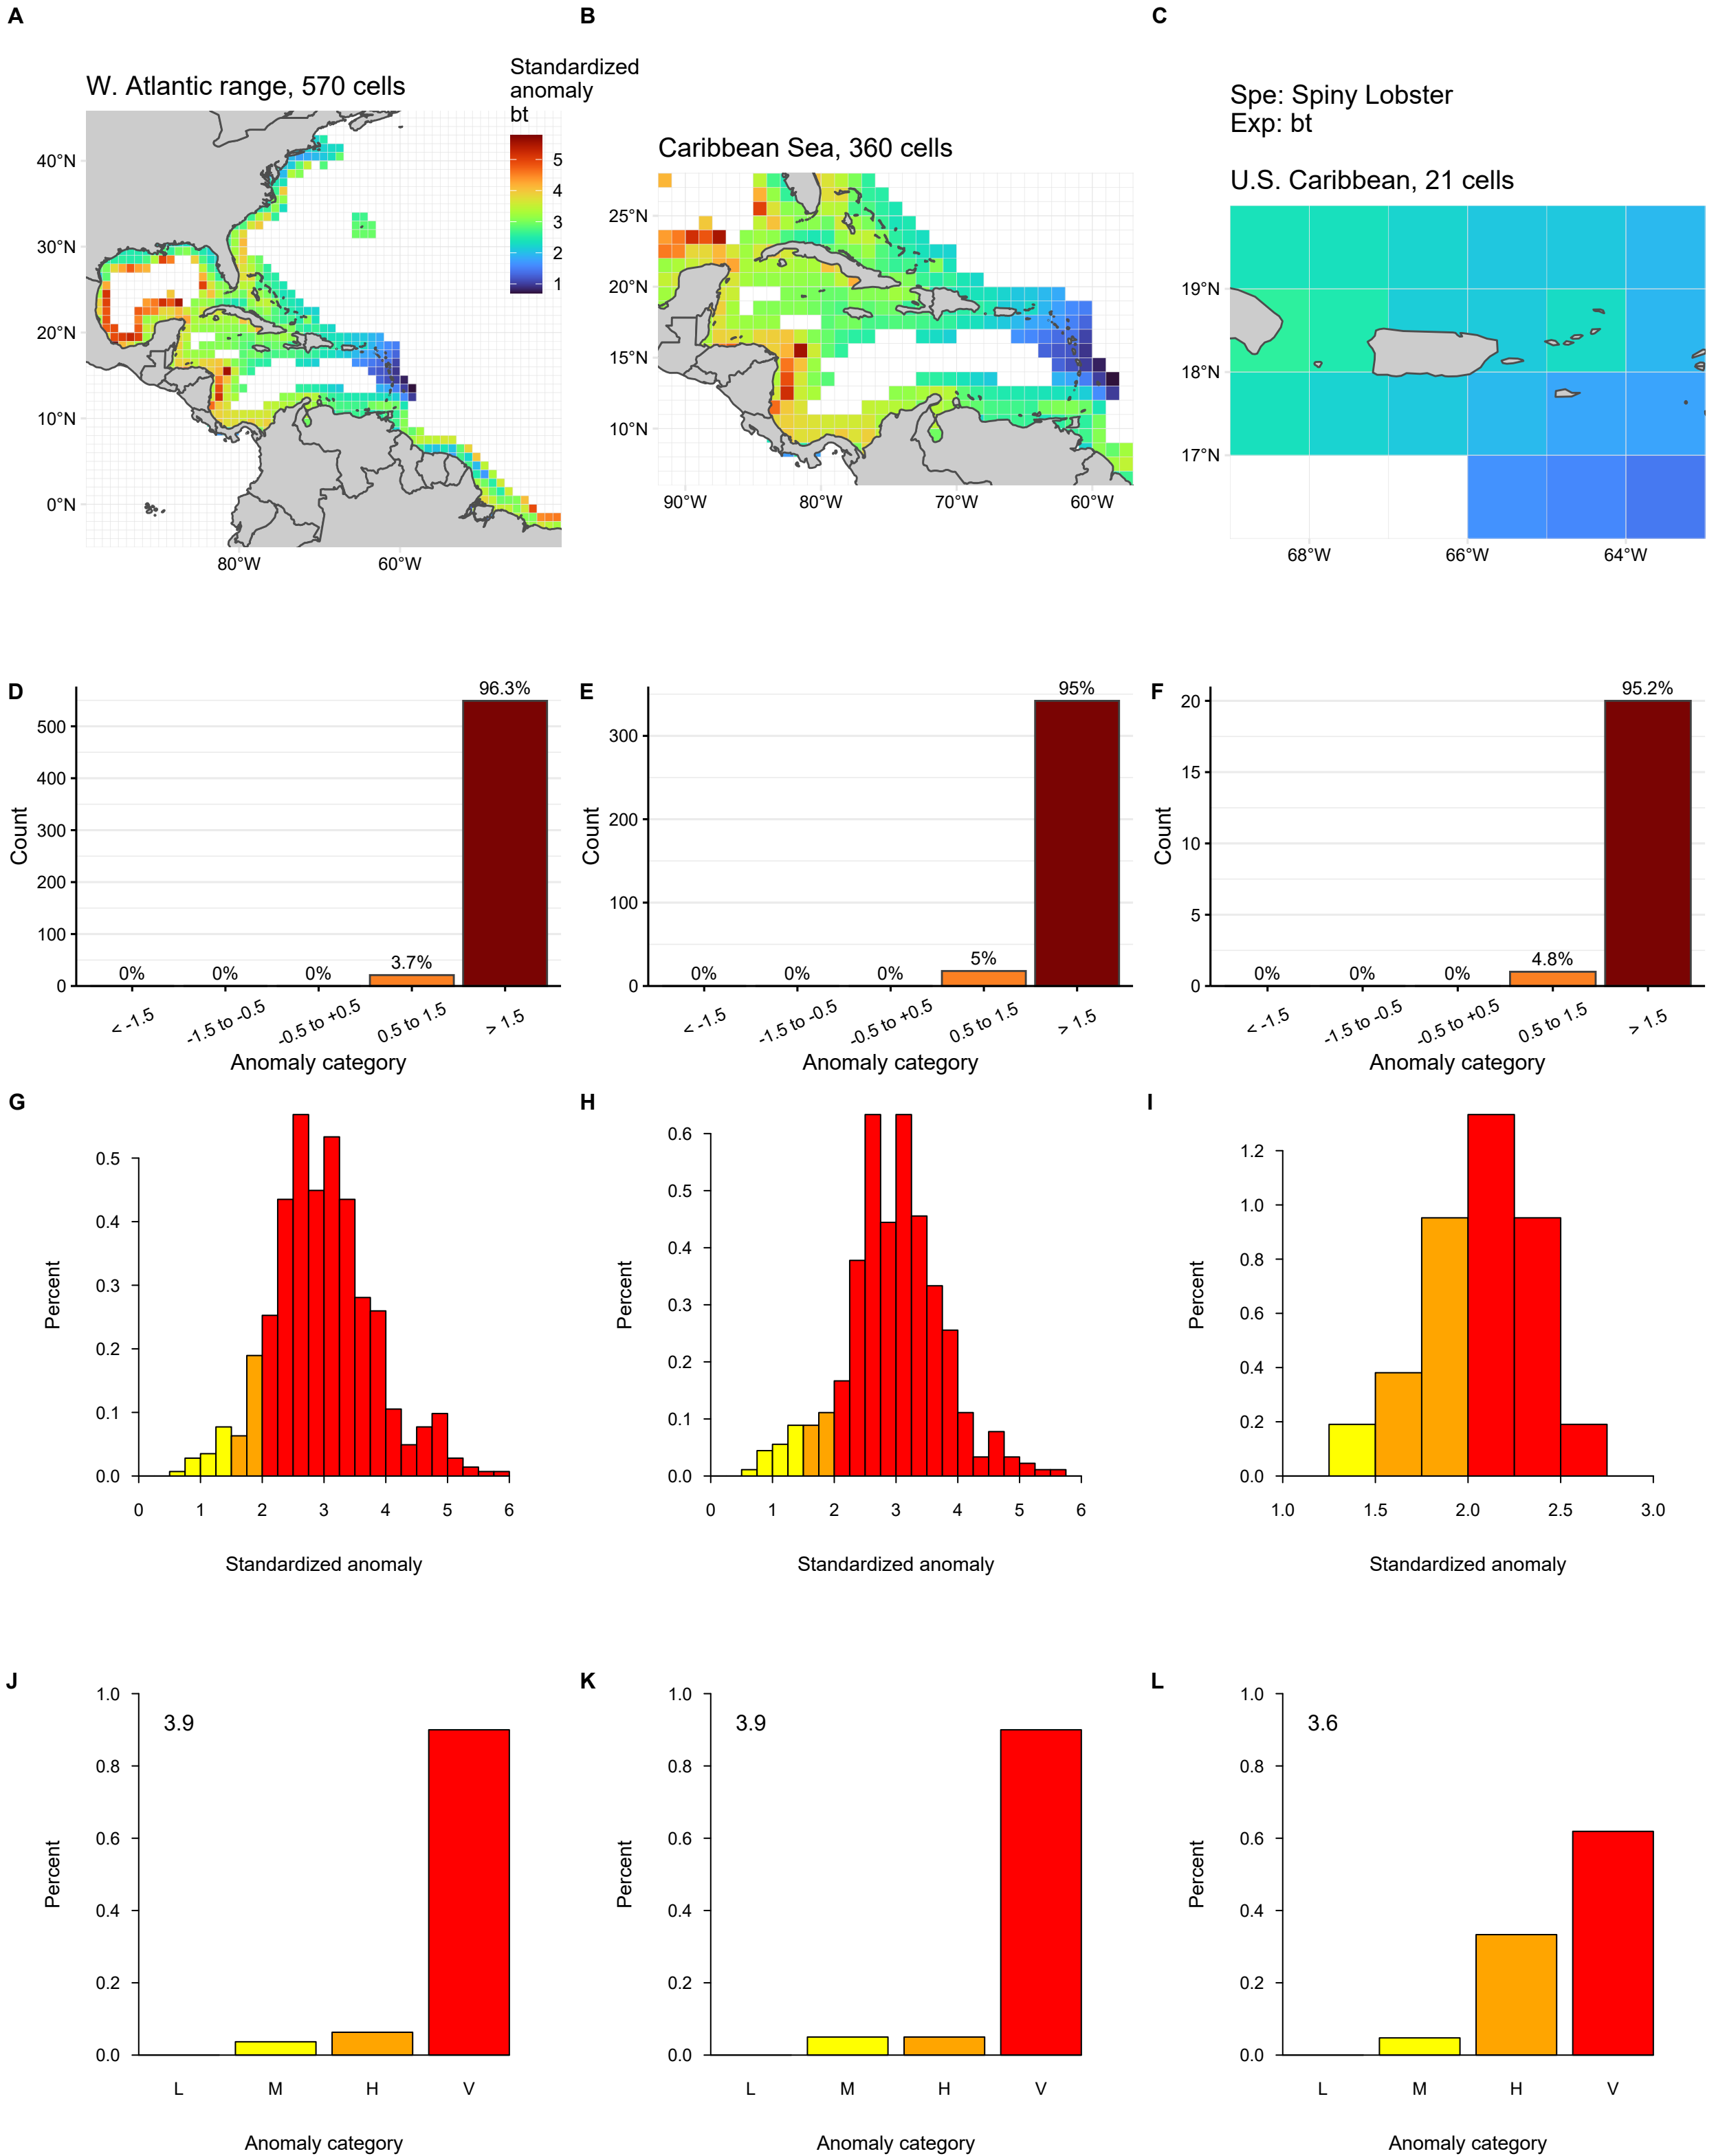 A
B
C
W. Atlantic range, 570 cells
Standardized
anomaly
bt
5
4
3
2
1
40°N
30°N
20°N
10°N
0°N
80°W
60°W
Caribbean Sea, 360 cells
25°N
20°N
15°N
10°N
90°W
80°W
70°W
60°W
Spe: Spiny Lobster
Exp: bt
U.S. Caribbean, 21 cells
19°N
18°N
17°N
68°W
66°W
64°W
D
96.3%
500
400
300
200
100
0
Count
0%
0%
0%
3.7%
< -1.5
-1.5 to -0.5
-0.5 to +0.5
0.5 to 1.5
> 1.5
Anomaly category
E
95%
300
200
100
0
Count
0%
0%
0%
5%
< -1.5
-1.5 to -0.5
-0.5 to +0.5
0.5 to 1.5
> 1.5
Anomaly category
F
95.2%
20
15
10
5
0
Count
0%
0%
0%
4.8%
< -1.5
-1.5 to -0.5
-0.5 to +0.5
0.5 to 1.5
> 1.5
Anomaly category
G
0.5
0.4
0.3
0.2
0.1
0.0
Percent
0
1
2
3
4
5
6
Standardized anomaly
H
0.6
0.5
0.4
0.3
0.2
0.1
0.0
Percent
0
1
2
3
4
5
6
Standardized anomaly
I
1.2
1.0
0.8
0.6
0.4
0.2
0.0
Percent
1.0
1.5
2.0
2.5
3.0
Standardized anomaly
J
3.9
1.0
0.8
0.6
0.4
0.2
0.0
Percent
L
M
H
V
Anomaly category
K
3.9
1.0
0.8
0.6
0.4
0.2
0.0
Percent
L
M
H
V
Anomaly category
L
3.6
1.0
0.8
0.6
0.4
0.2
0.0
Percent
L
M
H
V
Anomaly category